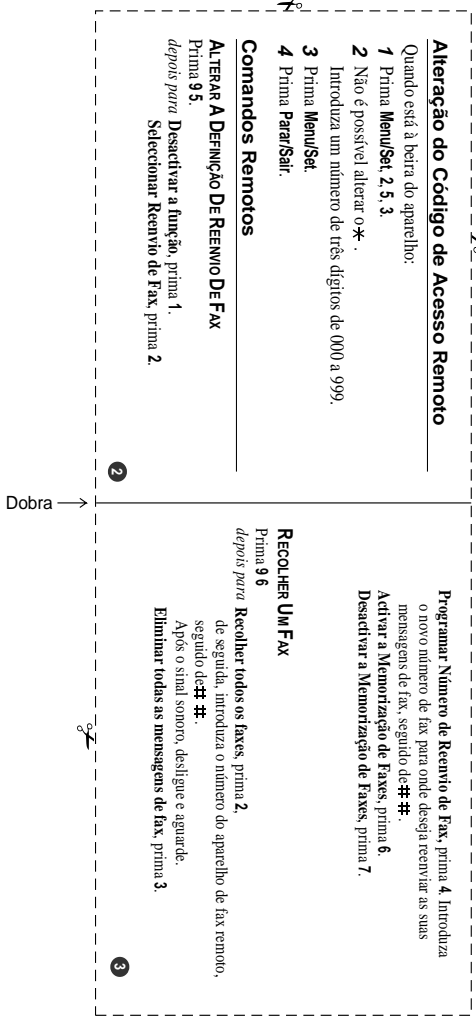 Alteração do Código de Acesso Remoto
Quando está à beira do aparelho:
1 Prima Menu/Set, 2, 5, 3.
2 Não é possível alterar o ✱ .
Introduza um número de três dígitos de 000 a 999.
3 Prima Menu/Set.
4 Prima Parar/Sair.
Comandos Remotos
ALTERAR A DEFINIÇÃO DE REENVIO DE FAX
Prima 9 5.
depois para Desactivar a função, prima 1.
Seleccionar Reenvio de Fax, prima 2.
2
Dobra
Programar Número de Reenvio de Fax, prima 4. Introduza
o novo número de fax para onde deseja reenviar as suas
mensagens de fax, seguido de # #.
Activar a Memorização de Faxes, prima 6.
Desactivar a Memorização de Faxes, prima 7.
RECOLHER UM FAX
Prima 9 6
depois para Recolher todos os faxes, prima 2,
de seguida, introduza o número do aparelho de fax remoto,
seguido de # #.
Após o sinal sonoro, desligue e aguarde.
Eliminar todas as mensagens de fax, prima 3.
3